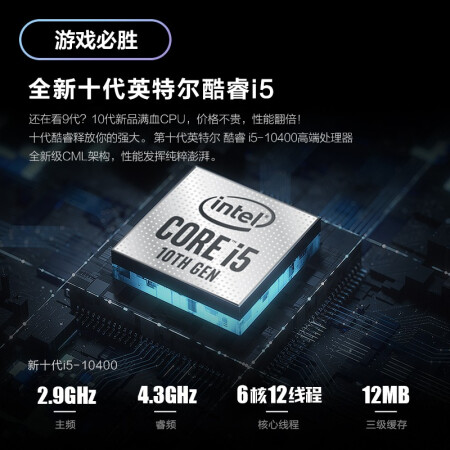 游戏必胜
全新十代英特尔酷睿i5
还在看9代？10代新品满血CPU，价格不贵，性能翻倍！
十代酷睿释放你的强大。第十代英特尔 酷睿 i5-10400高端处理器
全新级CML架构，性能发挥纯粹澎湃。
intel
CORE i5
10TH GEN
新十代i5-10400
2.9GHz 4.3GHz 6核12线程 12MB
主频 睿频 核心线程 三级缓存